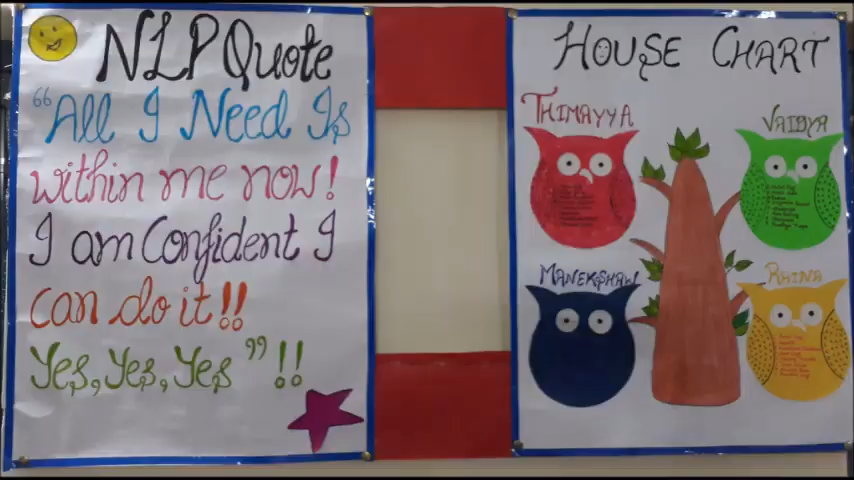 NLP Quote
"All I Need Is
within me now!
I am Confident I
can do it!!
Yes, Yes, Yes"!!
HOUSE CHART
THIMAYYA
VAIDYA
MANEKSHAW
RAINA